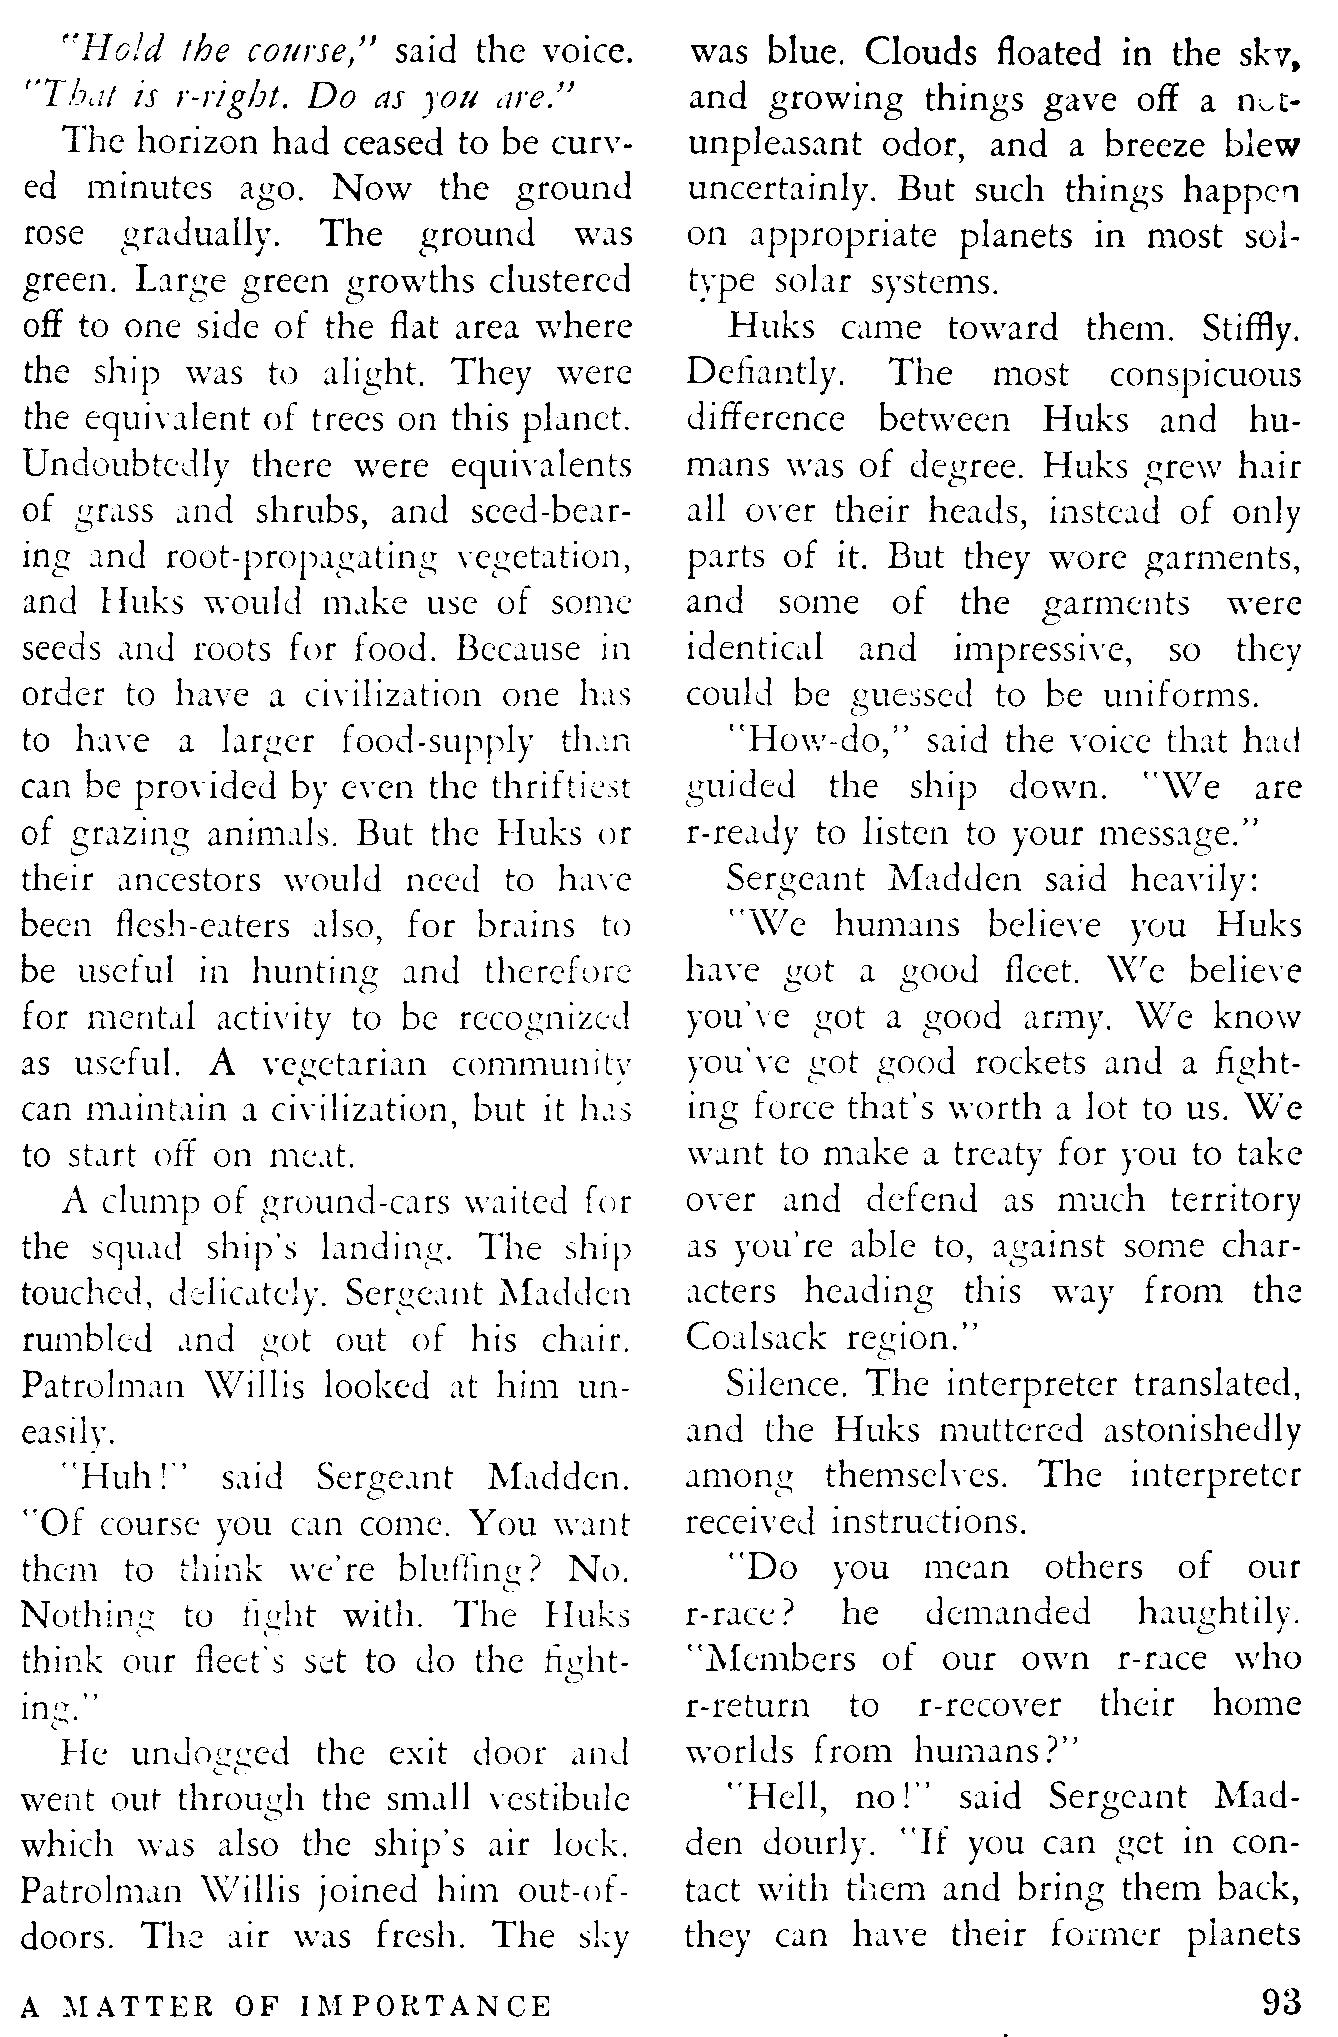 "Hold the course," said the voice.
"That is r-right. Do as you are."
The horizon had ceased to be curv-
ed minutes ago. Now the ground
rose gradually. The ground was
green. Large green growths clustered
off to one side of the flat area where
the ship was to alight. They were
the equivalent of trees on this planet.
Undoubtedly there were equivalents
of grass and shrubs, and seed-bear-
ing and root-propagating vegetation,
and Huks would make use of some
seeds and roots for food. Because in
order to have a civilization one has
to have a larger food-supply than
can be provided by even the thriftiest
of grazing animals. But the Huks or
their ancestors would need to have
been flesh-eaters also, for brains to
be useful in hunting and therefore
for mental activity to be recognized
as useful. A vegetarian community
can maintain a civilization, but it has
to start off on meat.
A clump of ground-cars waited for
the squad ship's landing. The ship
touched, delicately. Sergeant Madden
rumbled and got out of his chair.
Patrolman Willis looked at him un-
easily.
"Huh!" said Sergeant Madden.
"Of course you can come. You want
them to think we're bluffing? No.
Nothing to fight with. The Huks
think our fleet's set to do the fight-
ing."
He undogged the exit door and
went out through the small vestibule
which was also the ship's air lock.
Patrolman Willis joined him out-of-
doors. The air was fresh. The sky
was blue. Clouds floated in the sky,
and growing things gave off a not-
unpleasant odor, and a breeze blew
uncertainly. But such things happen
on appropriate planets in most sol-
type solar systems.
Huks came toward them. Stiffly.
Defiantly. The most conspicuous
difference between Huks and hu-
mans was of degree. Huks grew hair
all over their heads, instead of only
parts of it. But they wore garments,
and some of the garments were
identical and impressive, so they
could be guessed to be uniforms.
"How-do," said the voice that had
guided the ship down. "We are
r-ready to listen to your message."
Sergeant Madden said heavily:
"We humans believe you Huks
have got a good fleet. We believe
you've got a good army. We know
you've got good rockets and a fight-
ing force that's worth a lot to us. We
want to make a treaty for you to take
over and defend as much territory
as you're able to, against some char-
acters heading this way from the
Coalsack region."
Silence. The interpreter translated,
and the Huks muttered astonishedly
among themselves. The interpreter
received instructions.
"Do you mean others of our
r-race? he demanded haughtily.
"Members of our own r-race who
r-return to r-recover their home
worlds from humans?"
"Hell, no!" said Sergeant Mad-
den dourly. "If you can get in con-
tact with them and bring them back,
they can have their former planets
A MATTER OF IMPORTANCE 93